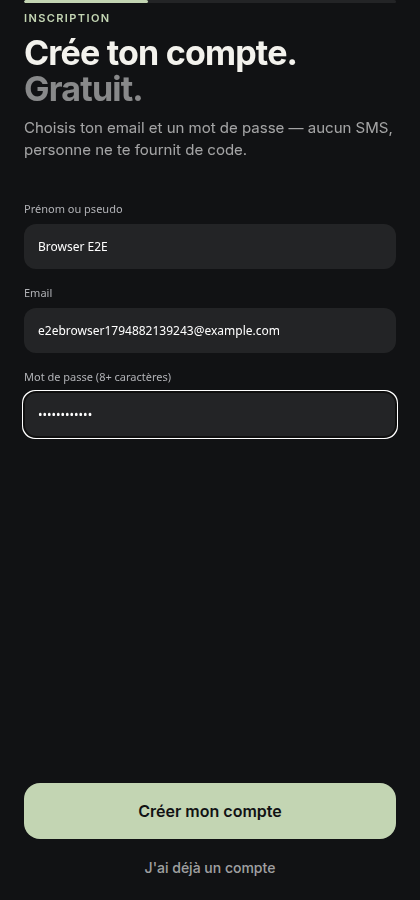 INSCRIPTION
Crée ton compte.
Gratuit.
Choisis ton email et un mot de passe — aucun SMS,
personne ne te fournit de code.
Prénom ou pseudo
Browser E2E
Email
e2ebrowser1794882139243@example.com
Mot de passe (8+ caractères)
••••••••••••
Créer mon compte
J'ai déjà un compte